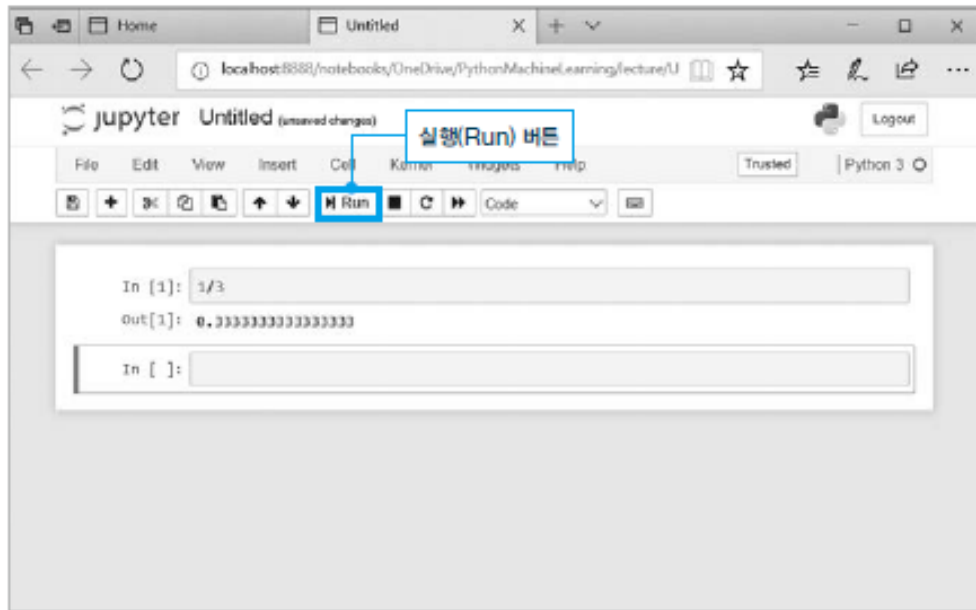 Home
Untitled
localhost:8888/notebooks/OneDrive/PythonMachineLearning/lecture/U
jupyter Untitled (unsaved changes)
Logout
실행(Run) 버튼
File Edit View Insert Cell Kernel Widgets Help
Trusted
Python 3
Run
Code
In [1]: 1/3
Out[1]: 0.3333333333333333
In [ ]: